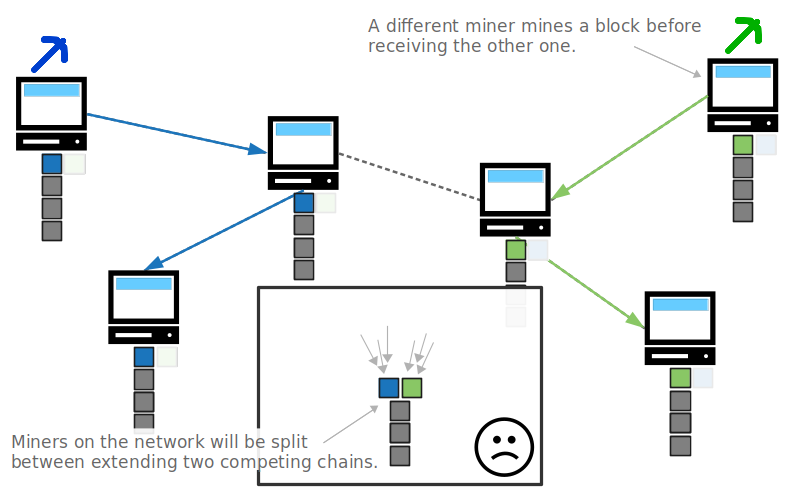 A different miner mines a block before
receiving the other one.
Miners on the network will be split
between extending two competing chains.